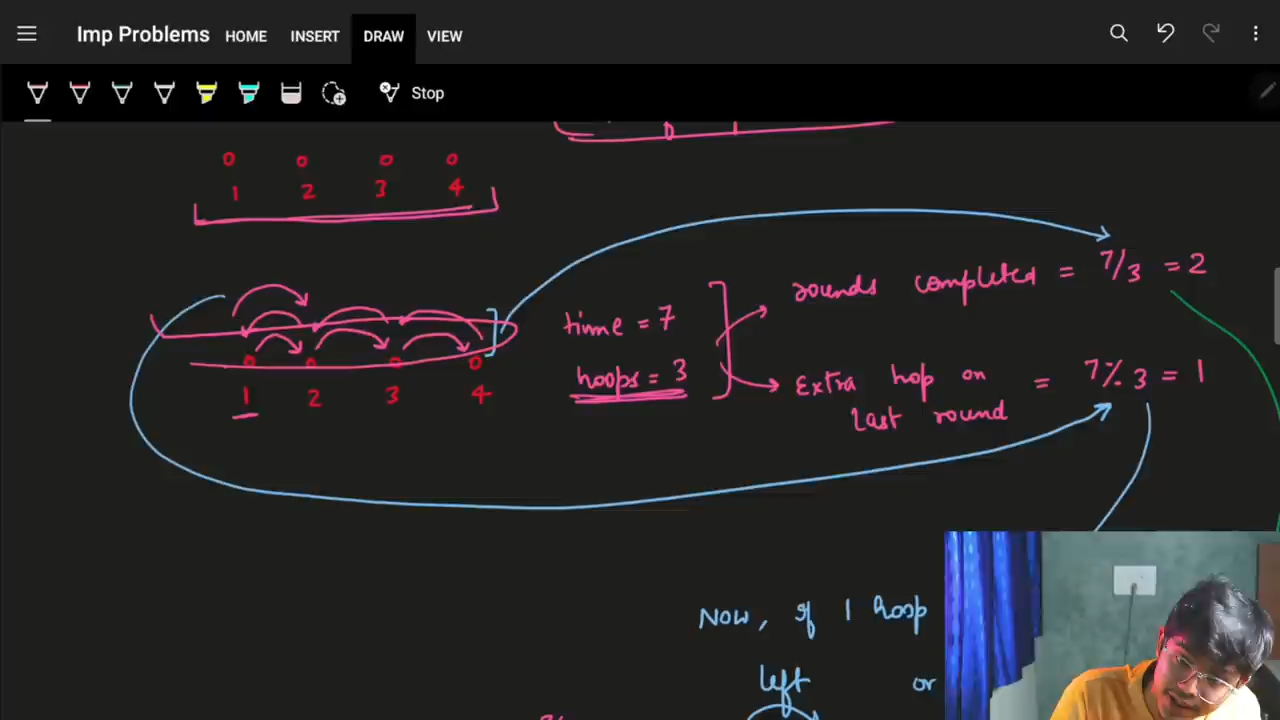 Imp Problems HOME INSERT DRAW VIEW
Stop
0 0 0 0
1 2 3 4
rounds completed = 7/3 = 2
time = 7
hoops = 3
0 0 0 0
1 2 3 4
Extra hop on = 7% 3 = 1
last round
Now, if 1 hoop
left or